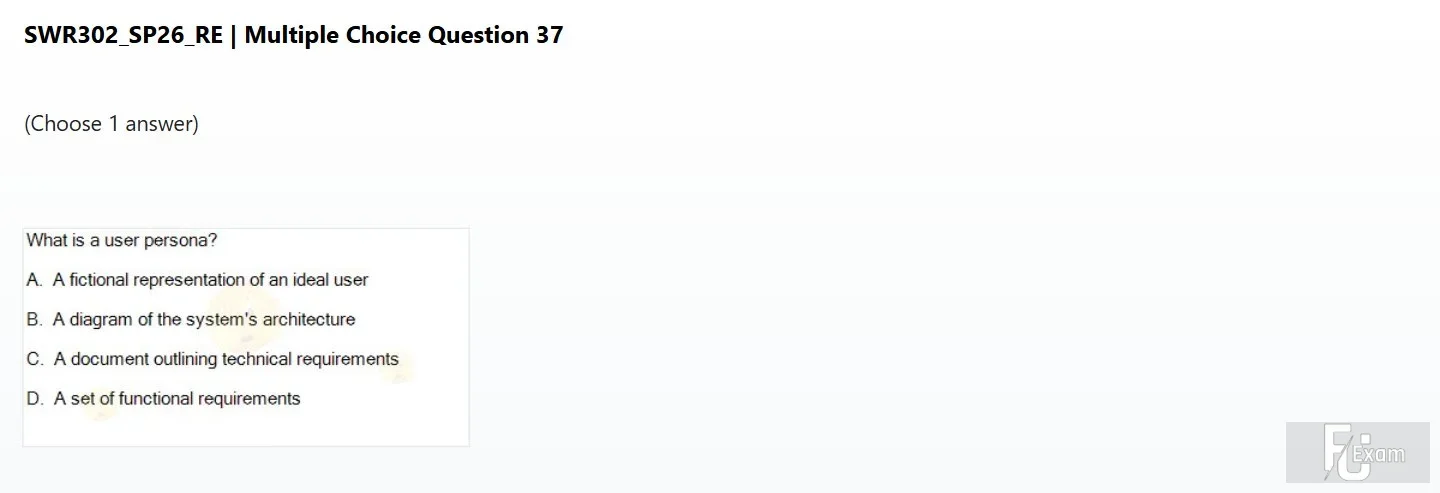 SWR302_SP26_RE | Multiple Choice Question 37
(Choose 1 answer)
What is a user persona?
A. A fictional representation of an ideal user
B. A diagram of the system's architecture
C. A document outlining technical requirements
D. A set of functional requirements
FU Exam